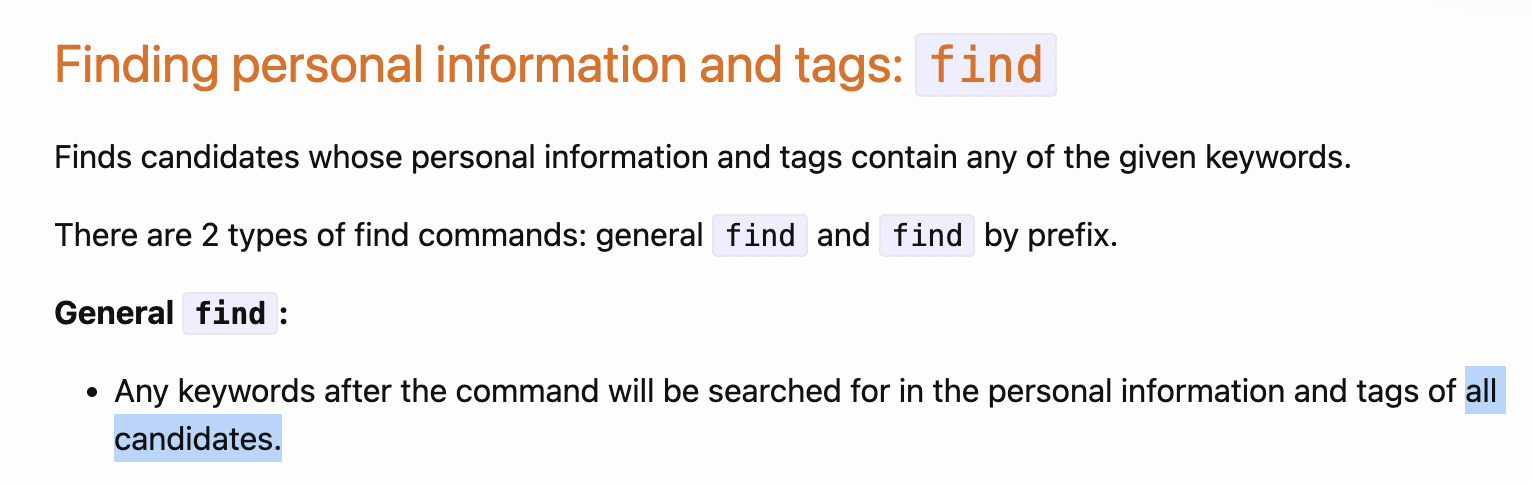 Finding personal information and tags: find
Finds candidates whose personal information and tags contain any of the given keywords.
There are 2 types of find commands: general find and find by prefix.
General find:
• Any keywords after the command will be searched for in the personal information and tags of all
candidates.